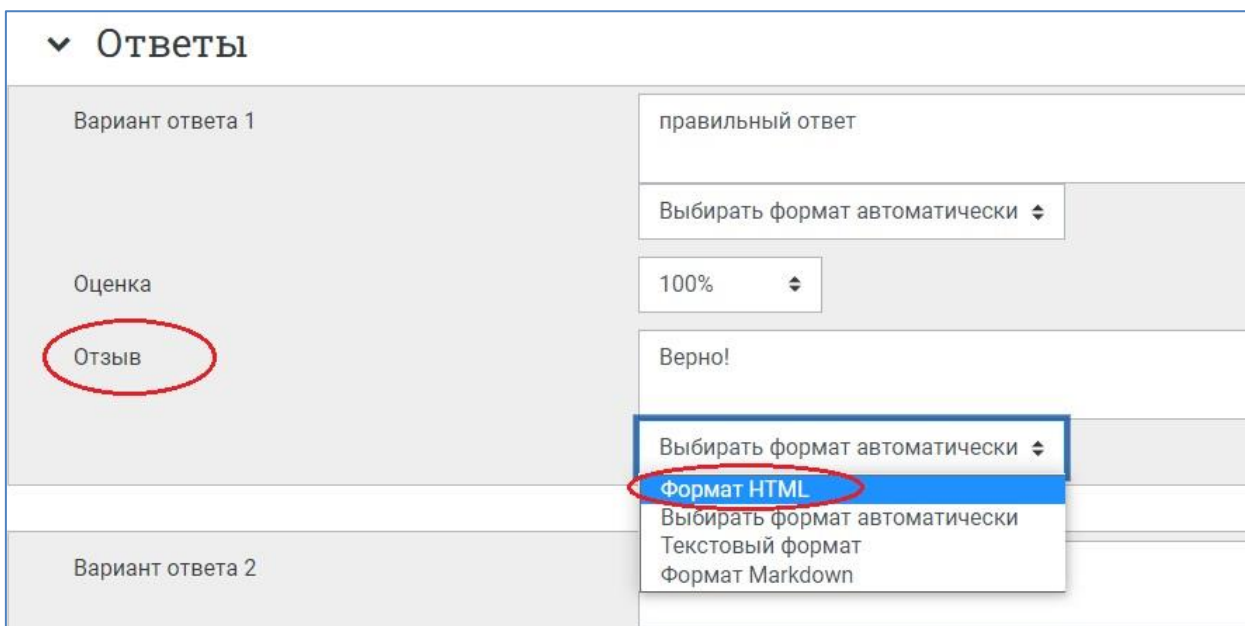 Ответы
Вариант ответа 1
правильный ответ
Выбирать формат автоматически
Оценка
100%
Отзыв
Верно!
Выбирать формат автоматически
Формат HTML
Выбирать формат автоматически
Текстовый формат
Формат Markdown
Вариант ответа 2